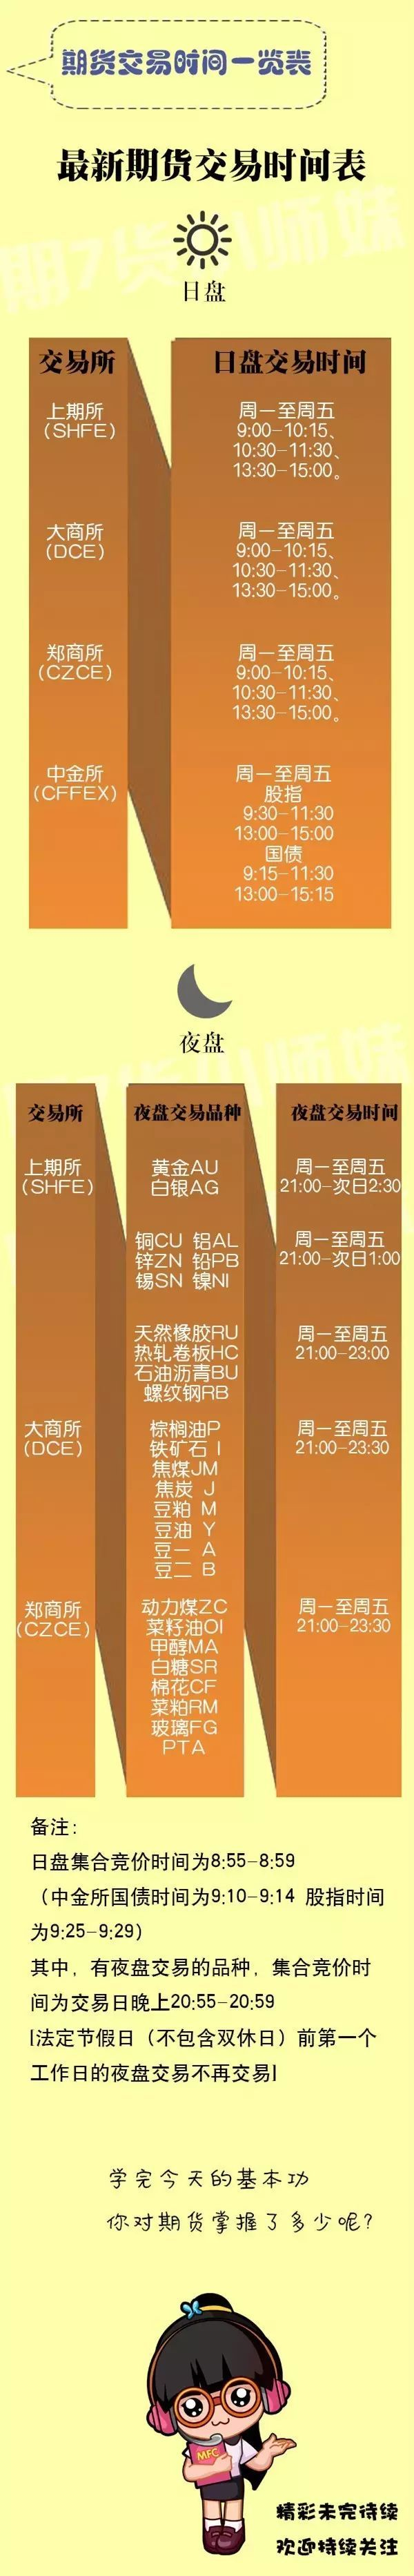 期货交易时间一览表
最新期货交易时间表
日盘
交易所 日盘交易时间
上期所
(SHFE)
周一至周五
9:00-10:15、
10:30-11:30、
13:30-15:00。
大商所
(DCE)
周一至周五
9:00-10:15、
10:30-11:30、
13:30-15:00。
郑商所
(CZCE)
周一至周五
9:00-10:15、
10:30-11:30、
13:30-15:00。
中金所
(CFFEX)
周一至周五
股指
9:30-11:30
13:00-15:00
国债
9:15-11:30
13:00-15:15
夜盘
交易所 夜盘交易品种 夜盘交易时间
上期所
(SHFE)
黄金AU
白银AG
周一至周五
21:00-次日2:30
铜CU 铝AL
锌ZN 铅PB
锡SN 镍NI
周一至周五
21:00-次日1:00
天然橡胶RU
热轧卷板HC
石油沥青BU
螺纹钢RB
周一至周五
21:00-23:00
大商所
(DCE)
棕榈油P
铁矿石 I
焦煤JM
焦炭 J
豆粕 M
豆油 Y
豆一 A
豆二 B
周一至周五
21:00-23:30
郑商所
(CZCE)
动力煤ZC
菜籽油OI
甲醇MA
白糖SR
棉花CF
菜粕RM
玻璃FG
PTA
周一至周五
21:00-23:30
备注：
日盘集合竞价时间为8:55-8:59
（中金所国债时间为9:10-9:14 股指时间
为9:25-9:29）
其中，有夜盘交易的品种，集合竞价时
间为交易日晚上20:55-20:59
[法定节假日（不包含双休日）前第一个
工作日的夜盘交易不再交易]
学完今天的基本功
你对期货掌握了多少呢？
MFC
精彩未完待续
欢迎持续关注